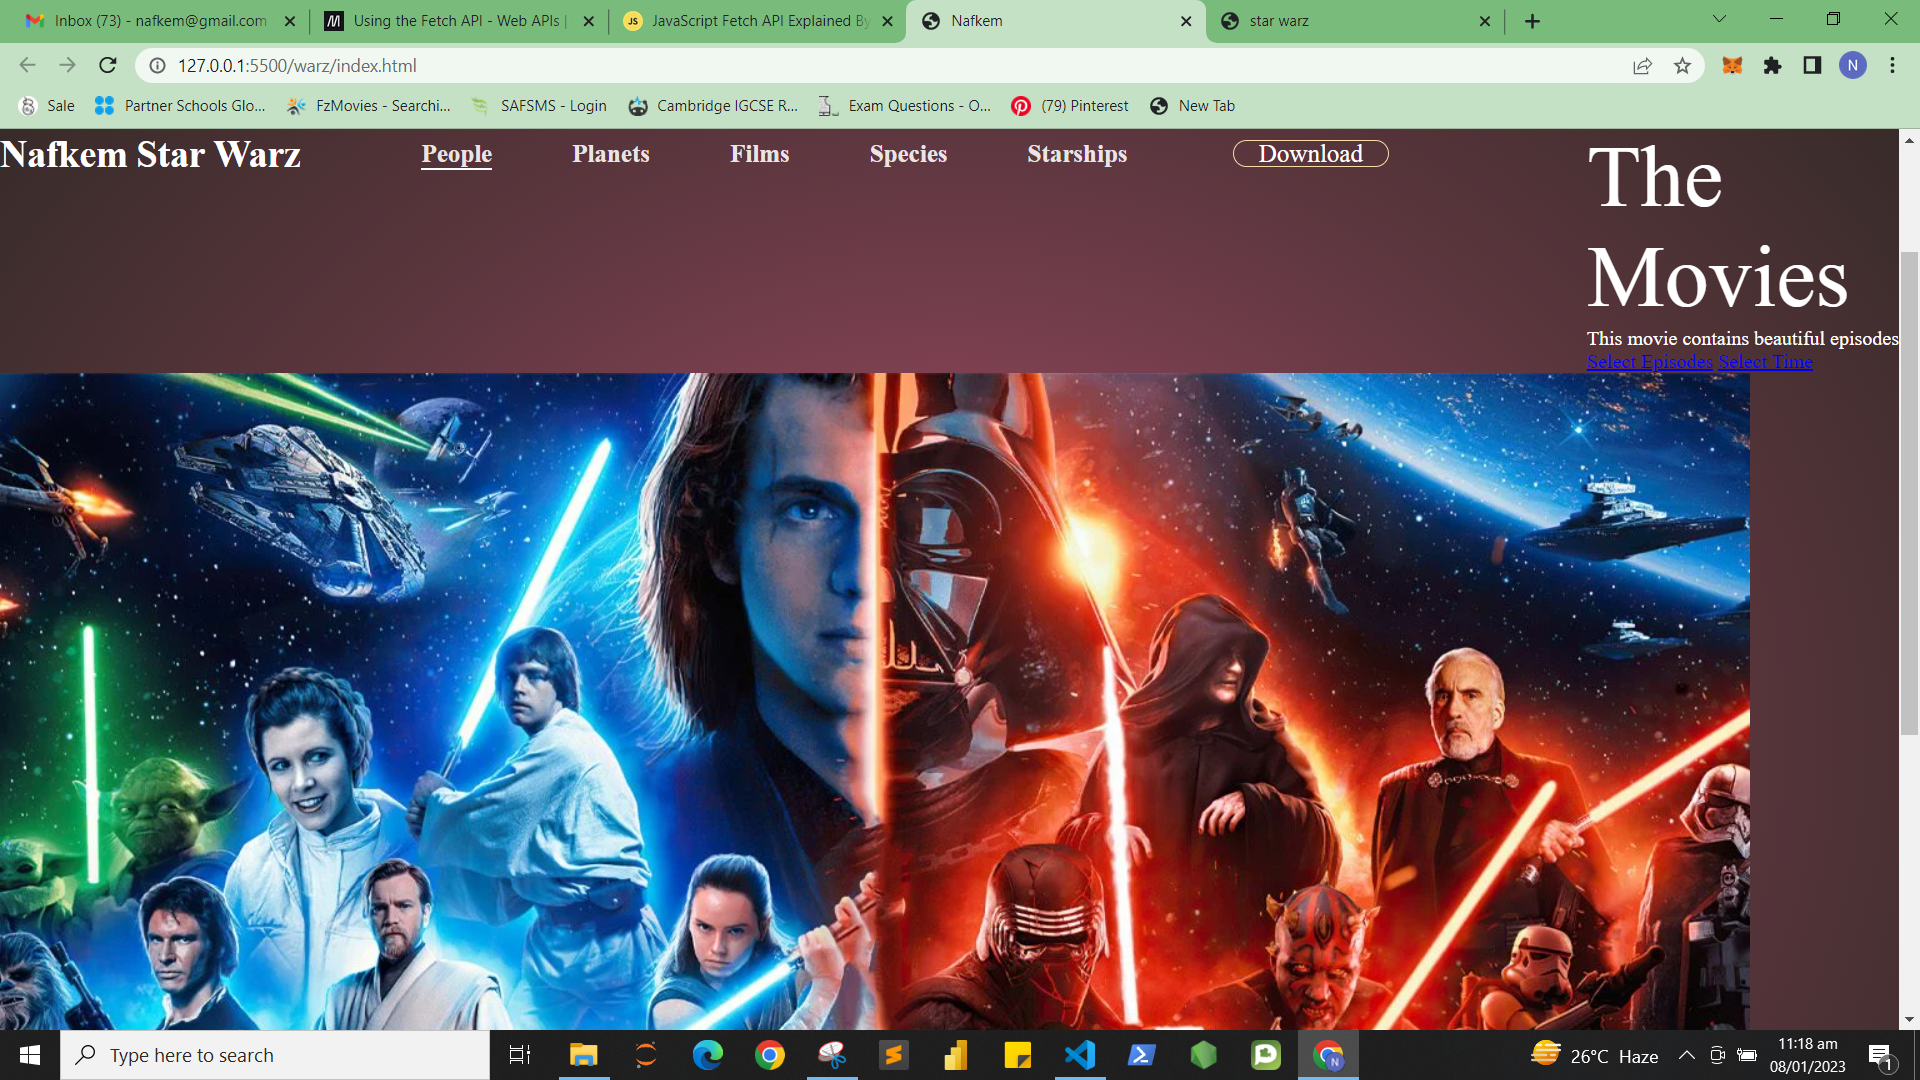 Inbox (73) - nafkem@gmail.com
Using the Fetch API - Web APIs |
JS JavaScript Fetch API Explained By
Nafkem
star warz
127.0.0.1:5500/warz/index.html
N
Sale
Partner Schools Glo...
FzMovies - Searchi...
SAFSMS - Login
Cambridge IGCSE R...
Exam Questions - O...
(79) Pinterest
New Tab
Nafkem Star Warz
People
Planets
Films
Species
Starships
Download
The
Movies
This movie contains beautiful episodes
Select Episodes Select Time
Type here to search
N
26°C Haze
11:18 am
08/01/2023
1